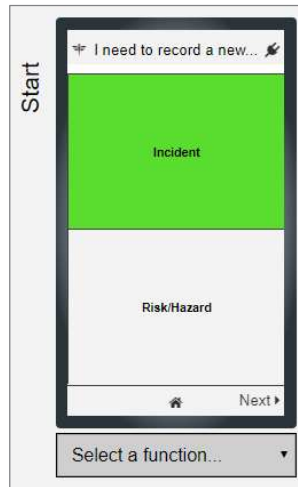 Start
I need to record a new...
Incident
Risk/Hazard
Next
Select a function...